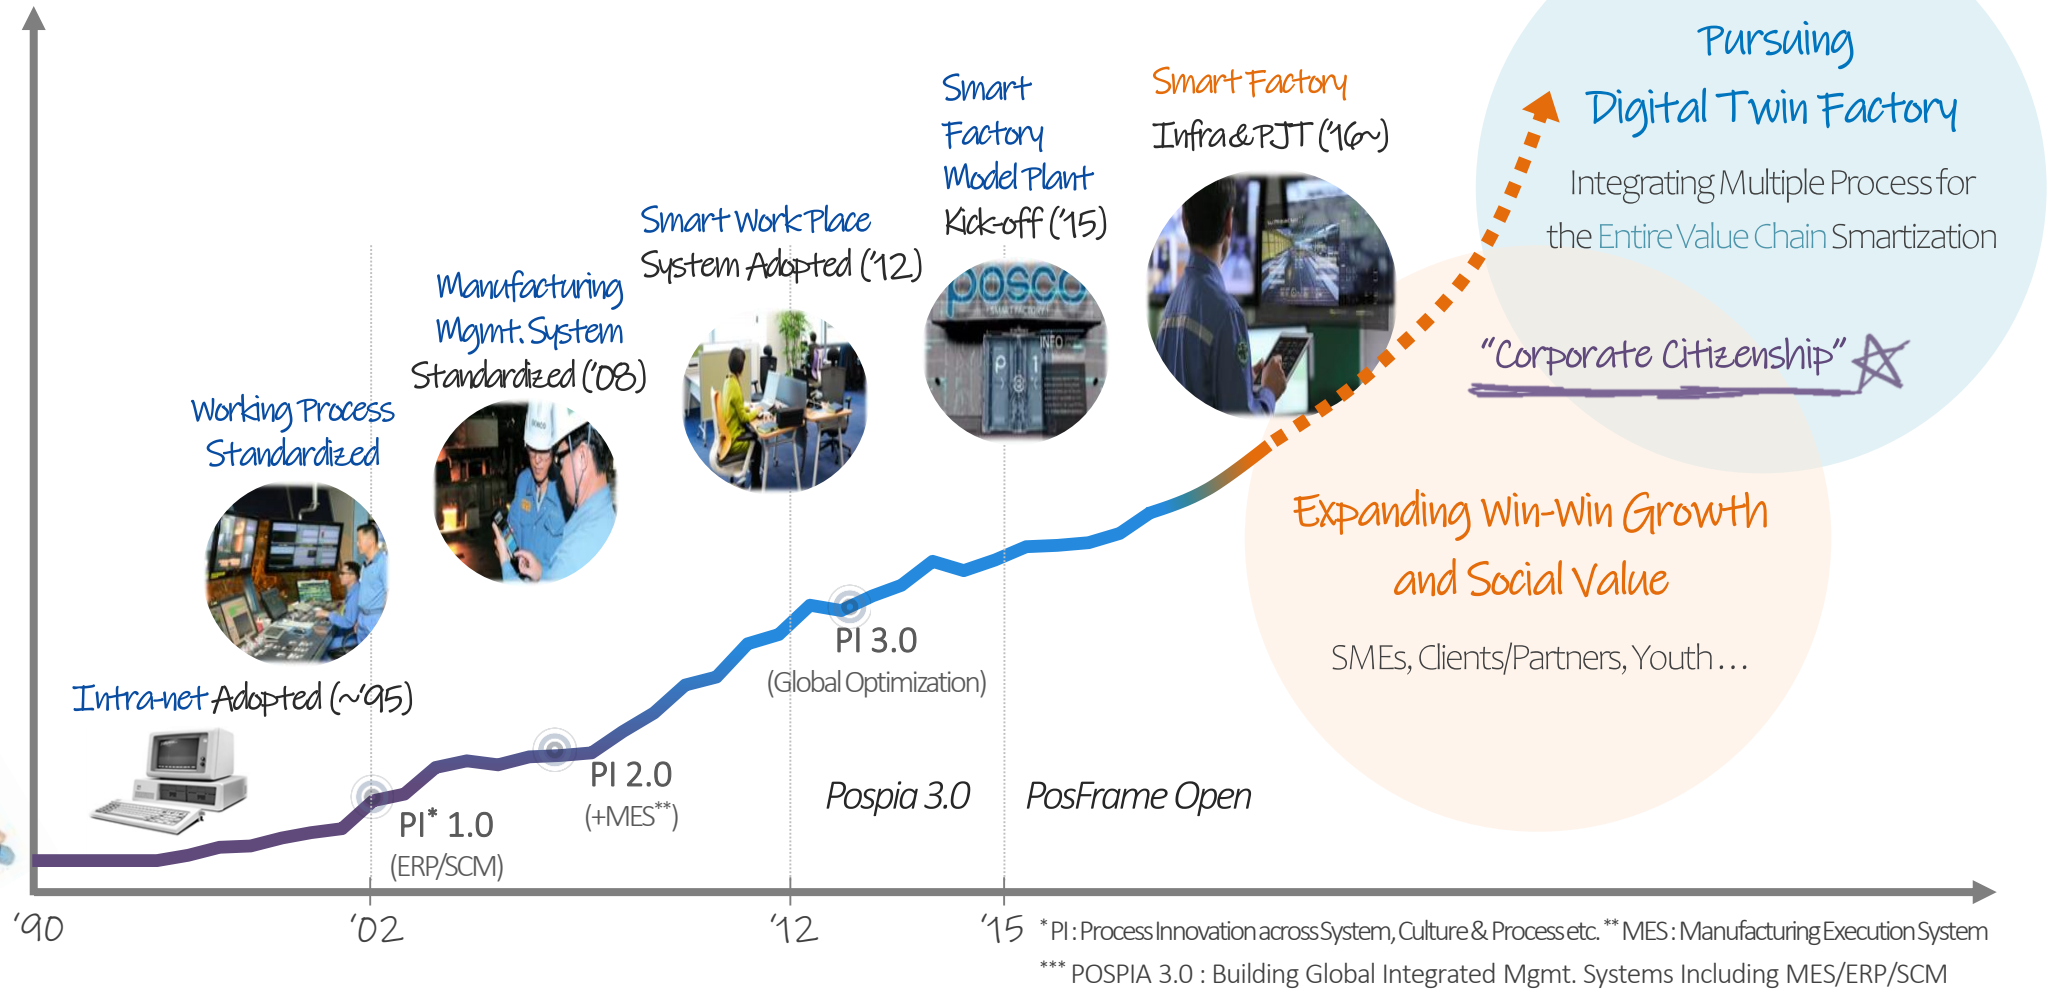 Pursuing
Digital Twin Factory
Integrating Multiple Process for
the Entire Value Chain Smartization
"Corporate Citizenship"
Expanding Win-Win Growth
and Social Value
SMEs, Clients/Partners, Youth…
Smart Factory
Infra&PJT ('16~)
Smart
Factory
Model Plant
Kick-off ('15)
posco
SMARTFACTORY
INFO
Smart Work Place
System Adopted ('12)
Manufacturing
Mgmt. System
Standardized ('08)
Working Process
Standardized
Intra-net Adopted (~'95)
PI* 1.0
(ERP/SCM)
PI 2.0
(+MES**)
PI 3.0
(Global Optimization)
Pospia 3.0
PosFrame Open
'90
'02
'12
'15
* PI : Process Innovation across System, Culture & Process etc. ** MES : Manufacturing Execution System
*** POSPIA 3.0 : Building Global Integrated Mgmt. Systems Including MES/ERP/SCM